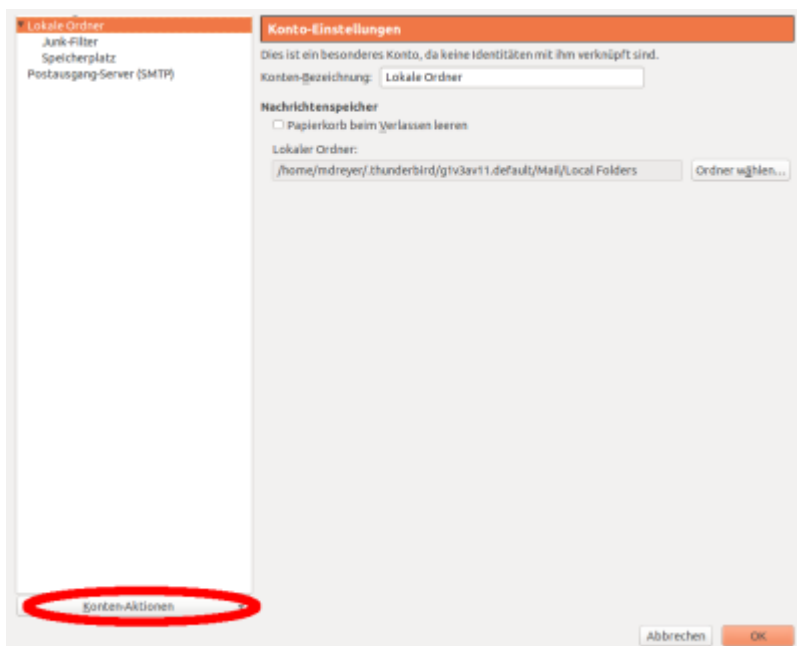 Lokale Ordner
Junk-Filter
Speicherplatz
Postausgang-Server (SMTP)
Konto-Einstellungen
Dies ist ein besonderes Konto, da keine Identitäten mit ihm verknüpft sind.
Konten-Bezeichnung: Lokale Ordner
Nachrichtenspeicher
Papierkorb beim Verlassen leeren
Lokaler Ordner:
/home/mdreyer/.thunderbird/g1v3av11.default/Mail/Local Folders Ordner wählen...
Konten-Aktionen
Abbrechen OK